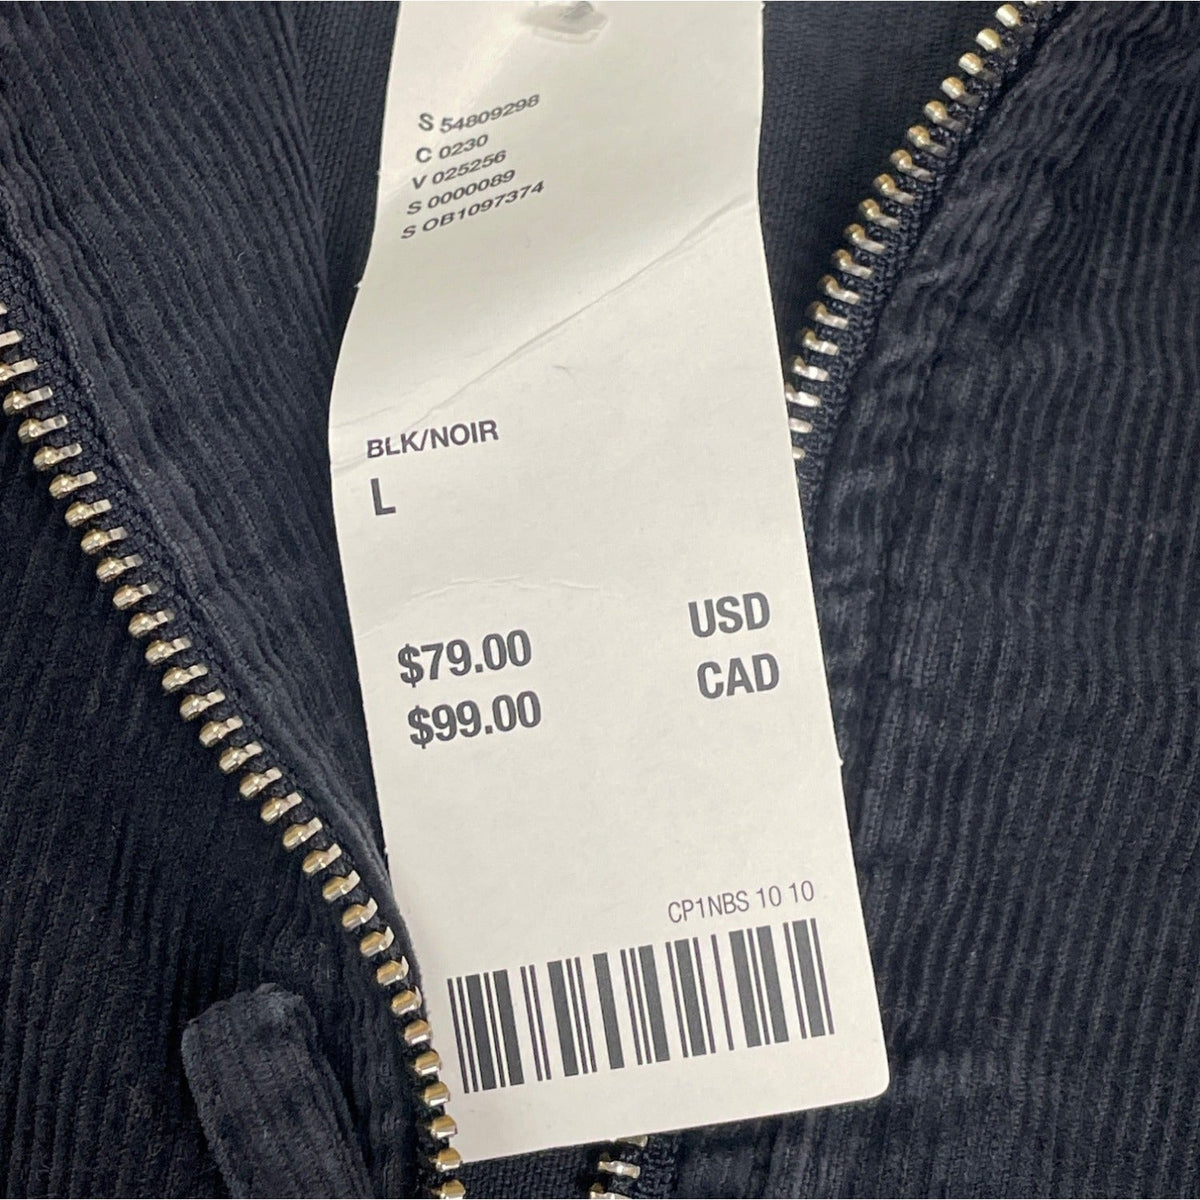 S 54809298
C 0230
V 025256
S 0000089
S OB1097374
BLK/NOIR
L
$79.00 USD
$99.00 CAD
CP1NBS 10 10